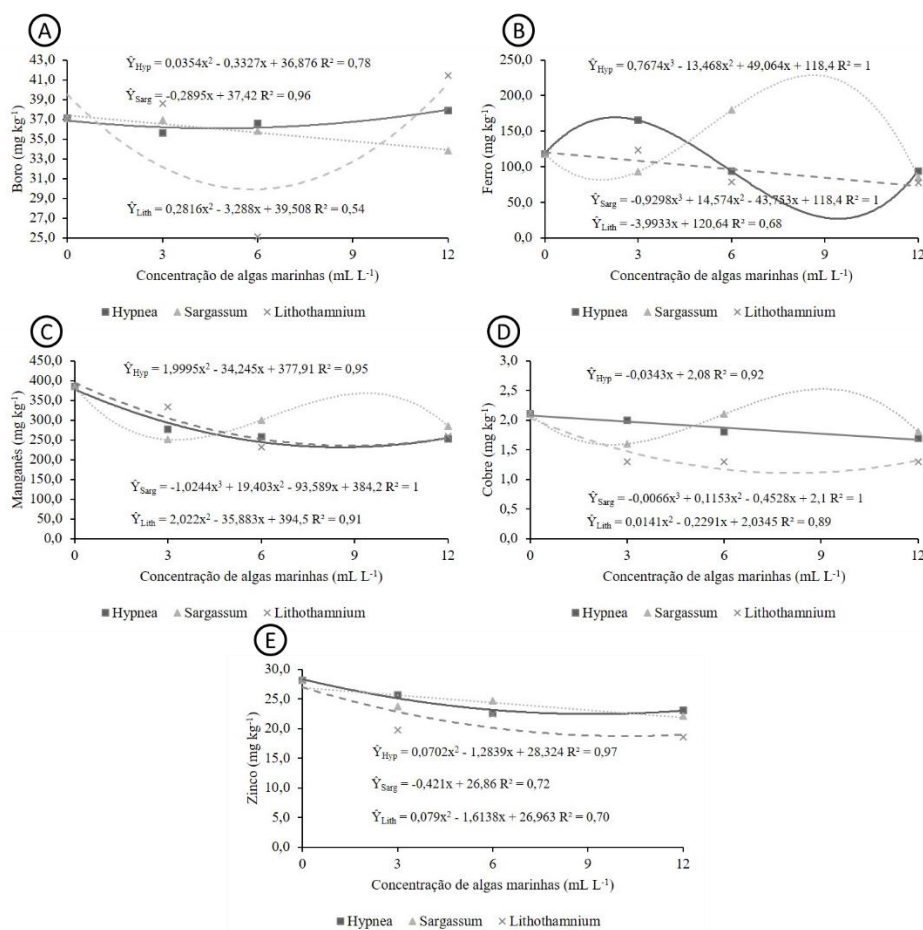 A
43,0
41,0
39,0
37,0
35,0
33,0
31,0
29,0
27,0
25,0
Boro (mg kg⁻¹)
ŶHyp = 0,0354x² - 0,3327x + 36,876 R² = 0,78
ŶSarg = -0,2895x + 37,42 R² = 0,96
ŶLith = 0,2816x² - 3,288x + 39,508 R² = 0,54
0 3 6 9 12
Concentração de algas marinhas (mL L⁻¹)
Hypnea Sargassum Lithothamnium
B
250,0
200,0
150,0
100,0
50,0
0,0
Ferro (mg kg⁻¹)
ŶHyp = 0,7674x³ - 13,468x² + 49,064x + 118,4 R² = 1
ŶSarg = -0,9298x³ + 14,574x² - 43,753x + 118,4 R² = 1
ŶLith = -3,9933x + 120,64 R² = 0,68
0 3 6 9 12
Concentração de algas marinhas (mL L⁻¹)
Hypnea Sargassum Lithothamnium
C
450,0
400,0
350,0
300,0
250,0
200,0
150,0
100,0
50,0
0,0
Manganês (mg kg⁻¹)
ŶHyp = 1,9995x² - 34,245x + 377,91 R² = 0,95
ŶSarg = -1,0244x³ + 19,403x² - 93,589x + 384,2 R² = 1
ŶLith = 2,022x² - 35,883x + 394,5 R² = 0,91
0 3 6 9 12
Concentração de algas marinhas (mL L⁻¹)
Hypnea Sargassum Lithothamnium
D
3,0
2,5
2,0
1,5
1,0
0,5
0,0
Cobre (mg kg⁻¹)
ŶHyp = -0,0343x + 2,08 R² = 0,92
ŶSarg = -0,0066x³ + 0,1153x² - 0,4528x + 2,1 R² = 1
ŶLith = 0,0141x² - 0,2291x + 2,0345 R² = 0,89
0 3 6 9 12
Concentração de algas marinhas (mL L⁻¹)
Hypnea Sargassum Lithothamnium
E
30,0
25,0
20,0
15,0
10,0
5,0
0,0
Zinco (mg kg⁻¹)
ŶHyp = 0,0702x² - 1,2839x + 28,324 R² = 0,97
ŶSarg = -0,421x + 26,86 R² = 0,72
ŶLith = 0,079x² - 1,6138x + 26,963 R² = 0,70
0 3 6 9 12
Concentração de algas marinhas (mL L⁻¹)
Hypnea Sargassum Lithothamnium